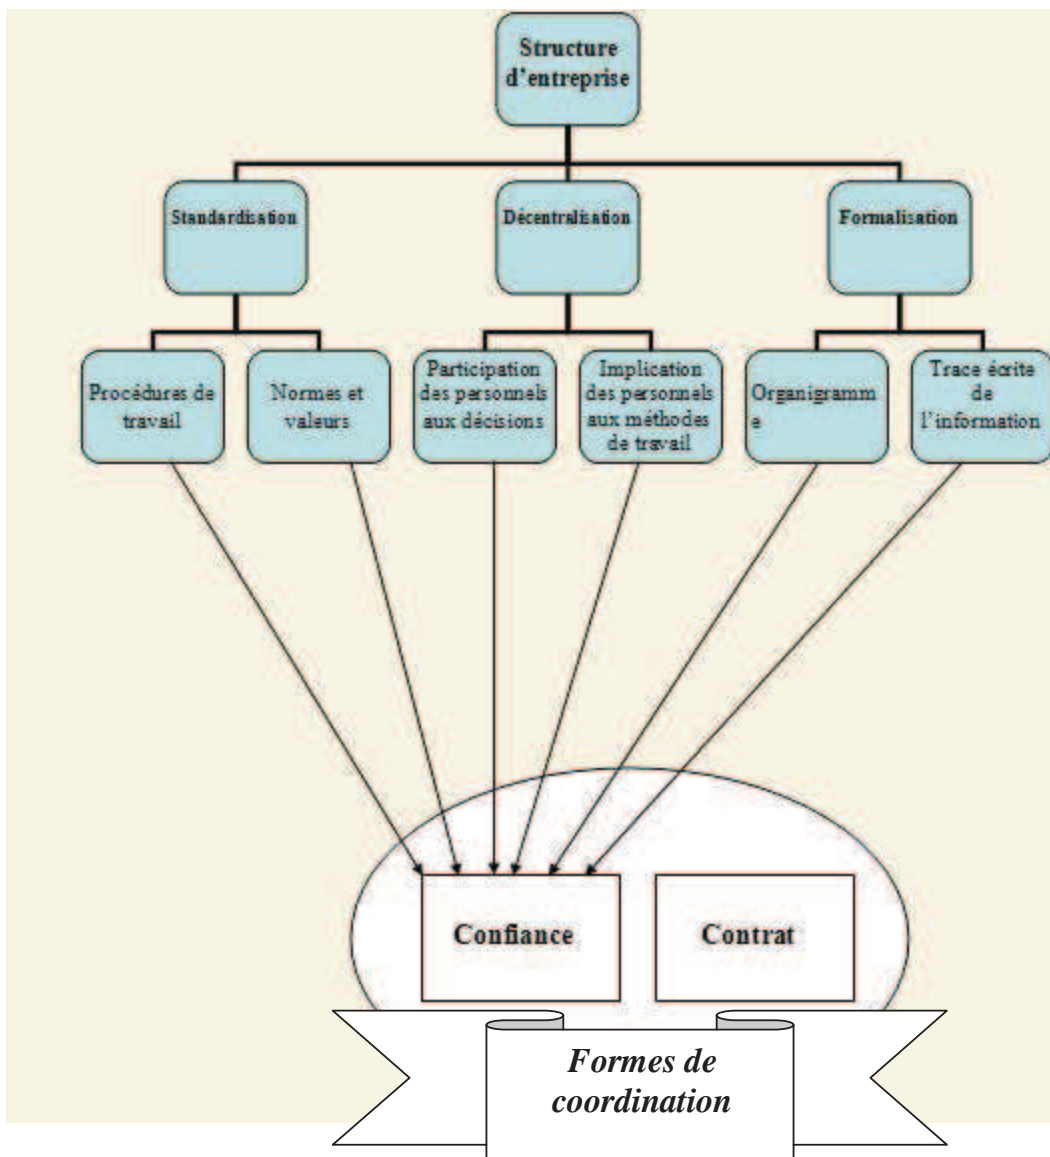 Structure
d'entreprise
Standardisation
Décentralisation
Formalisation
Procédures de
travail
Normes et
valeurs
Participation
des personnels
aux décisions
Implication
des personnels
aux méthodes
de travail
Organigramm
e
Trace écrite
de
l'information
Confiance
Contrat
Formes de
coordination